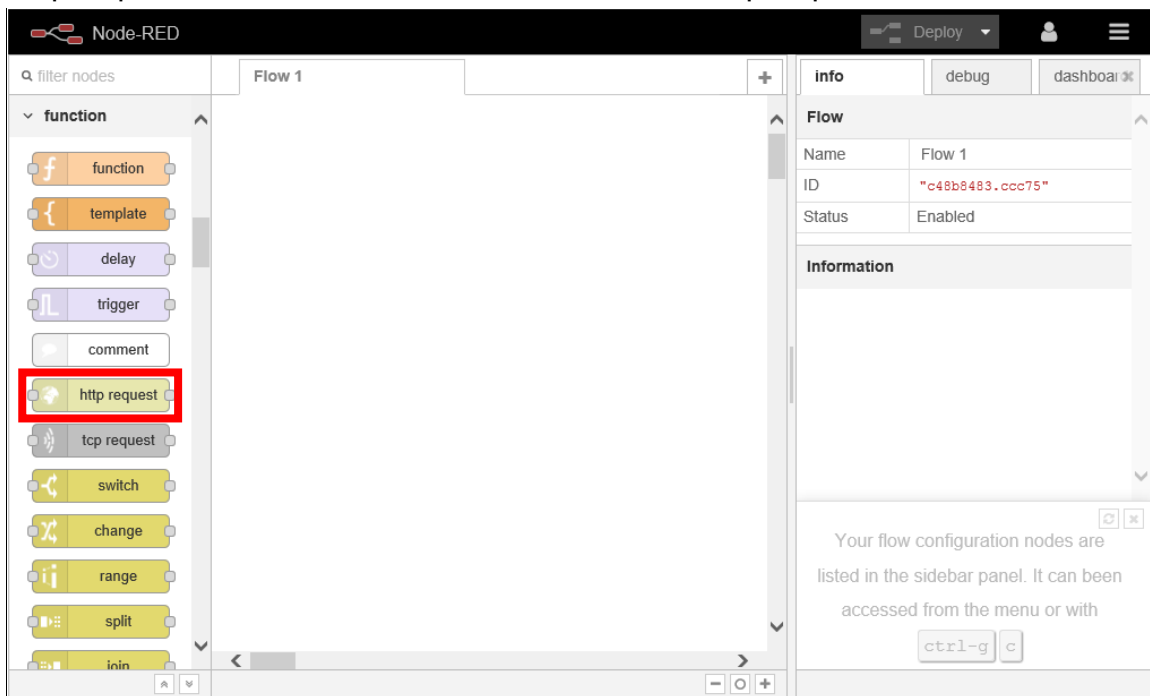 Node-RED
Deploy
filter nodes
Flow 1
info
debug
dashboar
function
function
template
delay
trigger
comment
http request
tcp request
switch
change
range
split
join
Flow
Name
Flow 1
ID
"c48b8483.ccc75"
Status
Enabled
Information
Your flow configuration nodes are
listed in the sidebar panel. It can been
accessed from the menu or with
ctrl-g c